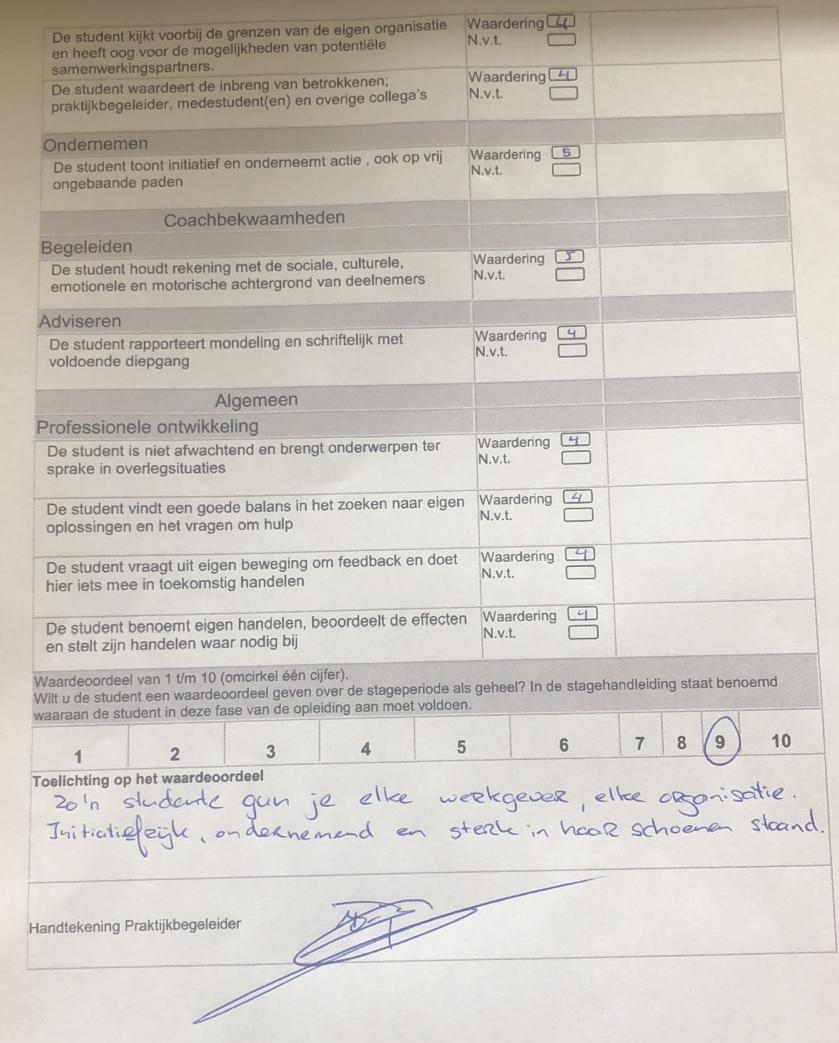 De student kijkt voorbij de grenzen van de eigen organisatie
en heeft oog voor de mogelijkheden van potentiële
samenwerkingspartners.
Waardering 4
N.v.t.
De student waardeert de inbreng van betrokkenen;
praktijkbegeleider, medestudent(en) en overige collega's
Waardering 4
N.v.t.
Ondernemen
De student toont initiatief en onderneemt actie , ook op vrij
ongebaande paden
Waardering 5
N.v.t.
Coachbekwaamheden
Begeleiden
De student houdt rekening met de sociale, culturele,
emotionele en motorische achtergrond van deelnemers
Waardering 5
N.v.t.
Adviseren
De student rapporteert mondeling en schriftelijk met
voldoende diepgang
Waardering 4
N.v.t.
Algemeen
Professionele ontwikkeling
De student is niet afwachtend en brengt onderwerpen ter
sprake in overlegsituaties
Waardering 4
N.v.t.
De student vindt een goede balans in het zoeken naar eigen
oplossingen en het vragen om hulp
Waardering 4
N.v.t.
De student vraagt uit eigen beweging om feedback en doet
hier iets mee in toekomstig handelen
Waardering 4
N.v.t.
De student benoemt eigen handelen, beoordeelt de effecten
en stelt zijn handelen waar nodig bij
Waardering 4
N.v.t.
Waardeoordeel van 1 t/m 10 (omcirkel één cijfer).
Wilt u de student een waardeoordeel geven over de stageperiode als geheel? In de stagehandleiding staat benoemd
waaraan de student in deze fase van de opleiding aan moet voldoen.
1 2 3 4 5 6 7 8 9 10
Toelichting op het waardeoordeel
Zo'n studente gun je elke werkgever, elke organisatie.
Initiatiefrijk, ondernemend en sterk in haar schoenen staand.
Handtekening Praktijkbegeleider